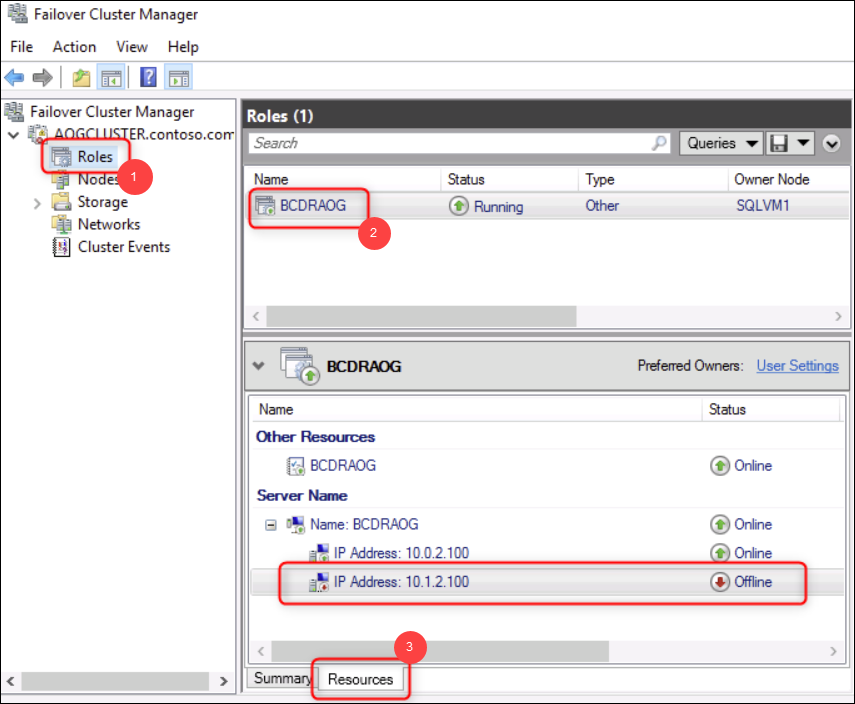 Failover Cluster Manager
File Action View Help
Failover Cluster Manager
AOGCLUSTER.contoso.com
Roles
1
Nodes
Storage
Networks
Cluster Events
Roles (1)
Search
Queries
Name Status Type Owner Node
BCDRAOG Running Other SQLVM1
2
BCDRAOG Preferred Owners: User Settings
Name Status
Other Resources
BCDRAOG Online
Server Name
Name: BCDRAOG Online
IP Address: 10.0.2.100 Online
IP Address: 10.1.2.100 Offline
3
Summary Resources